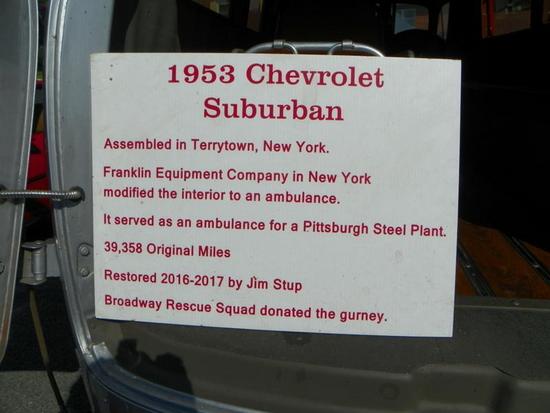 1953 Chevrolet
Suburban
Assembled in Terrytown, New York.
Franklin Equipment Company in New York
modified the interior to an ambulance.
It served as an ambulance for a Pittsburgh Steel Plant.
39,358 Original Miles
Restored 2016-2017 by Jim Stup
Broadway Rescue Squad donated the gurney.